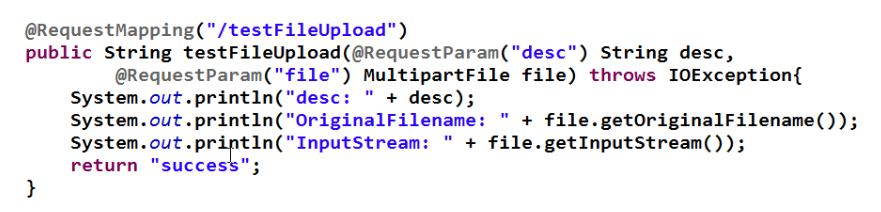 @RequestMapping("/testFileUpload")
public String testFileUpload(@RequestParam("desc") String desc,
        @RequestParam("file") MultipartFile file) throws IOException{
    System.out.println("desc: " + desc);
    System.out.println("OriginalFilename: " + file.getOriginalFilename());
    System.out.println("InputStream: " + file.getInputStream());
    return "success";
}